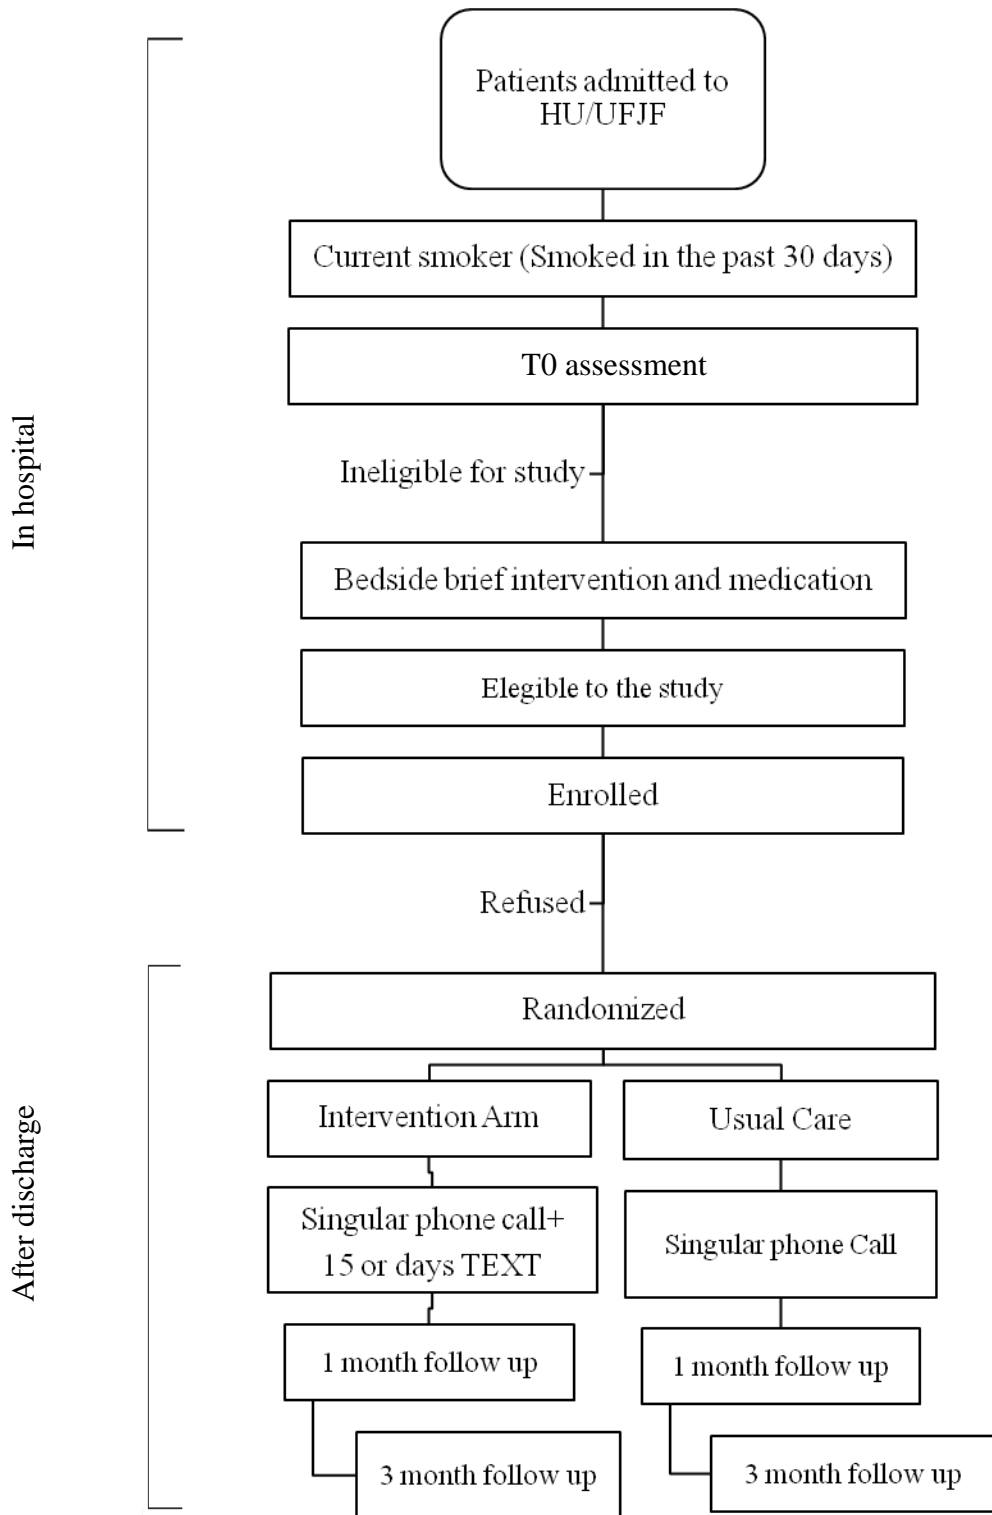 Patients admitted to
HU/UFJF
Current smoker (Smoked in the past 30 days)
T0 assessment
In hospital
Ineligible for study
Bedside brief intervention and medication
Elegible to the study
Enrolled
Refused
Randomized
After discharge
Intervention Arm
Usual Care
Singular phone call+
15 or days TEXT
Singular phone Call
1 month follow up
1 month follow up
3 month follow up
3 month follow up